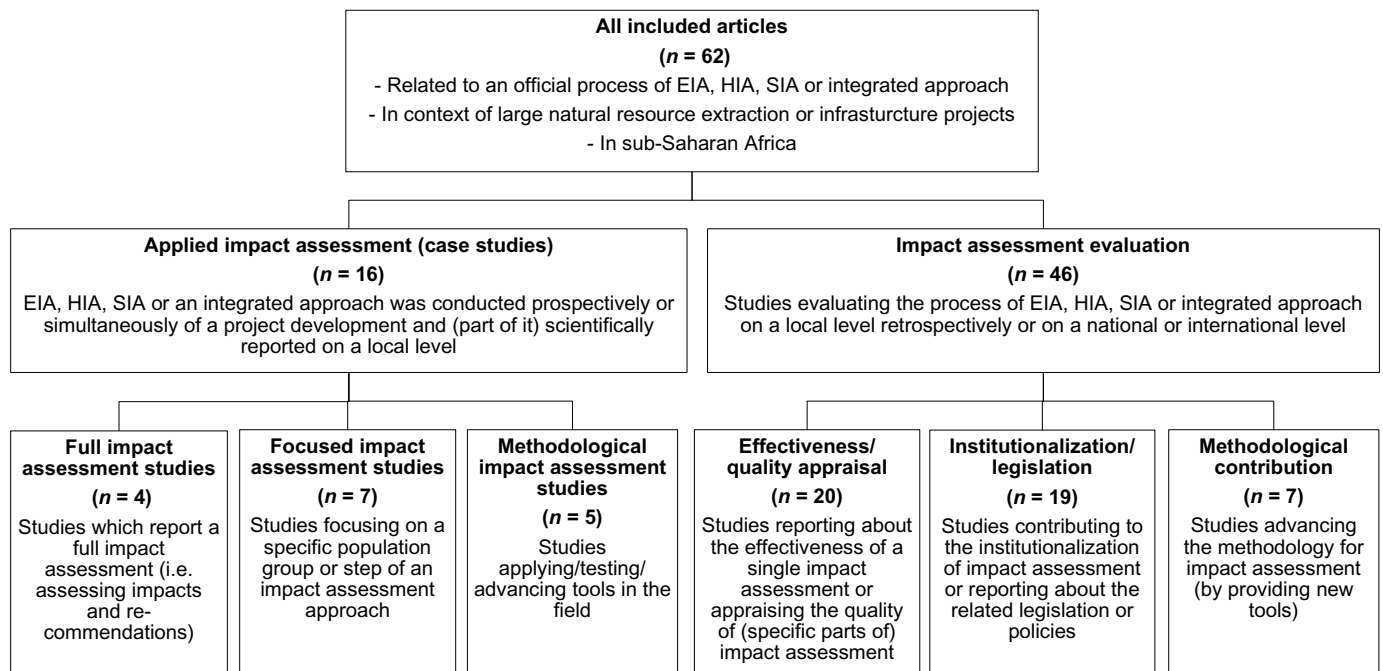 All included articles
(n = 62)
- Related to an official process of EIA, HIA, SIA or integrated approach
- In context of large natural resource extraction or infrasturcture projects
- In sub-Saharan Africa
Applied impact assessment (case studies)
(n = 16)
EIA, HIA, SIA or an integrated approach was conducted prospectively or
simultaneously of a project development and (part of it) scientifically
reported on a local level
Impact assessment evaluation
(n = 46)
Studies evaluating the process of EIA, HIA, SIA or integrated approach
on a local level retrospectively or on a national or international level
Full impact
assessment studies
(n = 4)
Studies which report a
full impact
assessment (i.e.
assessing impacts
and re-
commendations)
Focused impact
assessment studies
(n = 7)
Studies focusing on a
specific population
group or step of an
impact assessment
approach
Methodological
impact assessment
studies
(n = 5)
Studies
applying/testing/
advancing tools in the
field
Effectiveness/
quality appraisal
(n = 20)
Studies reporting about
the effectiveness of a
single impact
assessment or
appraising the quality
of (specific parts of)
impact assessment
Institutionalization/
legislation
(n = 19)
Studies contributing to
the institutionalization
of impact assessment
or reporting about the
related legislation or
policies
Methodological
contribution
(n = 7)
Studies advancing
the methodology for
impact assessment
(by providing new
tools)